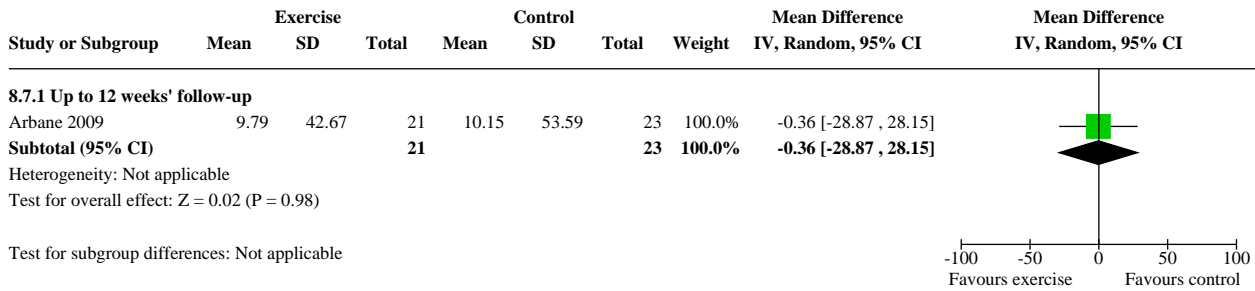 Exercise Control Mean Difference Mean Difference
Study or Subgroup Mean SD Total Mean SD Total Weight IV, Random, 95% CI IV, Random, 95% CI
8.7.1 Up to 12 weeks' follow-up
Arbane 2009 9.79 42.67 21 10.15 53.59 23 100.0% -0.36 [-28.87 , 28.15]
Subtotal (95% CI) 21 23 100.0% -0.36 [-28.87 , 28.15]
Heterogeneity: Not applicable
Test for overall effect: Z = 0.02 (P = 0.98)
Test for subgroup differences: Not applicable
-100 -50 0 50 100
Favours exercise Favours control